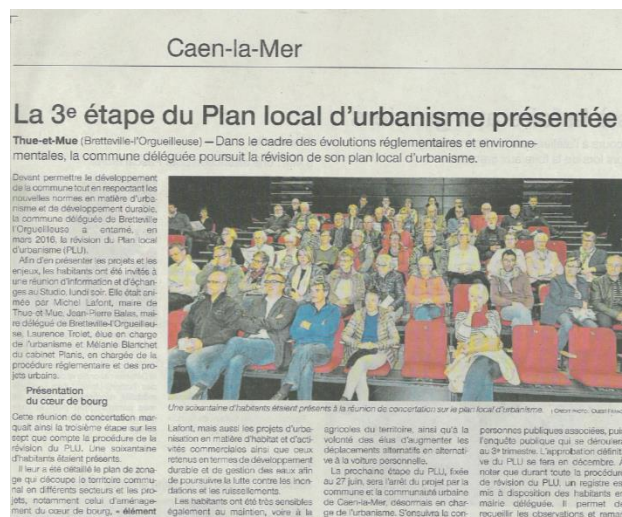 Caen-la-Mer
La 3e étape du Plan local d'urbanisme présentée
Thue-et-Mue (Bretteville-l'Orgueilleuse) — Dans le cadre des évolutions réglementaires et environne-
mentales, la commune déléguée poursuit la révision de son plan local d'urbanisme.
Devant permettre le développement
de la commune tout en respectant les
nouvelles normes en matière d'urba-
nisme et de développement durable,
la commune déléguée de Bretteville
l'Orgueilleuse a entamé, en
mars 2016, la révision du Plan local
d'urbanisme (PLU).
Afin d'en présenter les projets et les
enjeux, les habitants ont été invités à
une réunion d'information et d'échan-
ges au Studio, lundi soir. Elle était ani-
mée par Michel Lafont, maire de
Thue-et-Mue, Jean-Pierre Balas, mai-
re délégué de Bretteville-l'Orgueilleu-
se, Laurence Trolet, élue en charge
de l'urbanisme et Mélanie Blanchet
du cabinet Planis, en chargée de la
procédure réglementaire et des pro-
jets urbains.
Présentation
du cœur de bourg
Cette réunion de concertation mar-
quait ainsi la troisième étape sur les
sept que compte la procédure de la
révision du PLU. Une soixantaine
d'habitants étaient présents.
Il leur a été détaillé le plan de zona-
ge qui découpe le territoire commu-
nal en différents secteurs et les pro-
jets, notamment celui d'aménage-
ment du cœur de bourg, « élément
Une soixantaine d'habitants étaient présents à la réunion de concertation sur le plan local d'urbanisme. | CRÉDIT PHOTO : OUEST-FRANCE
Lafont, mais aussi les projets d'urba-
nisation en matière d'habitat et d'acti-
vités commerciales ainsi que ceux
retenus en termes de développement
durable et de gestion des eaux afin
de poursuivre la lutte contre les inon-
dations et les ruissellements.
Les habitants ont été très sensibles
également au maintien, voire à la
agricoles du territoire, ainsi qu'à la
volonté des élus d'augmenter les
déplacements alternatifs en alternati-
ve à la voiture personnelle.
La prochaine étape du PLU, fixée
au 27 juin, sera l'arrêt du projet par la
commune et la communauté urbaine
de Caen-la-Mer, désormais en char-
ge de l'urbanisme. S'ensuivra la con-
personnes publiques associées, puis
l'enquête publique qui se déroulera
au 3e trimestre. L'approbation définiti-
ve du PLU se fera en décembre. À
noter que durant toute la procédure
de révision du PLU, un registre est
mis à disposition des habitants en
mairie déléguée. Il permet de
recueillir les observations et remar-